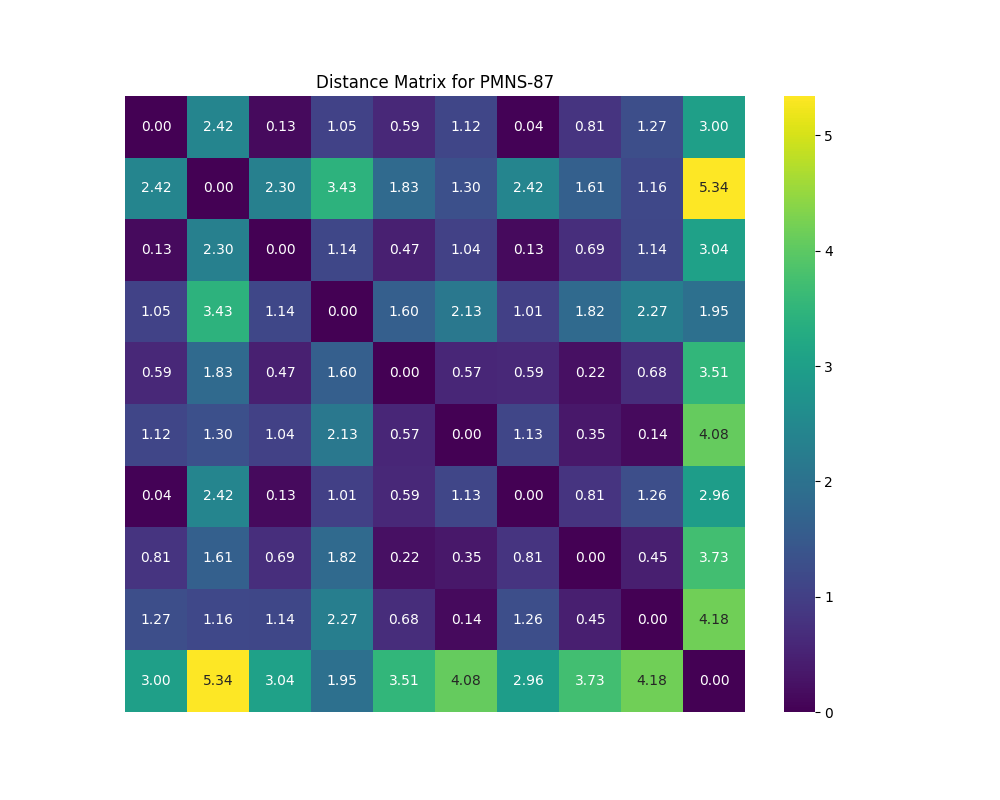 Distance Matrix for PMNS-87
0.00 2.42 0.13 1.05 0.59 1.12 0.04 0.81 1.27 3.00
2.42 0.00 2.30 3.43 1.83 1.30 2.42 1.61 1.16 5.34
0.13 2.30 0.00 1.14 0.47 1.04 0.13 0.69 1.14 3.04
1.05 3.43 1.14 0.00 1.60 2.13 1.01 1.82 2.27 1.95
0.59 1.83 0.47 1.60 0.00 0.57 0.59 0.22 0.68 3.51
1.12 1.30 1.04 2.13 0.57 0.00 1.13 0.35 0.14 4.08
0.04 2.42 0.13 1.01 0.59 1.13 0.00 0.81 1.26 2.96
0.81 1.61 0.69 1.82 0.22 0.35 0.81 0.00 0.45 3.73
1.27 1.16 1.14 2.27 0.68 0.14 1.26 0.45 0.00 4.18
3.00 5.34 3.04 1.95 3.51 4.08 2.96 3.73 4.18 0.00
5
4
3
2
1
0